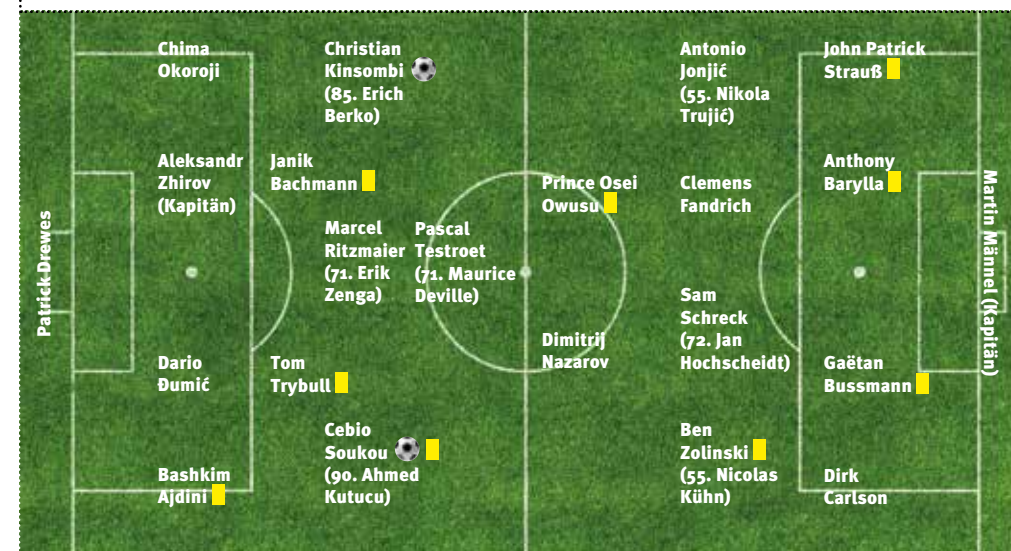 Patrick Drewes
Chima
Okoroji
Aleksandr
Zhirov
(Kapitän)
Dario
Đumić
Bashkim
Ajdini
Janik
Bachmann
Tom
Trybull
Christian
Kinsombi
(85. Erich
Berko)
Marcel
Ritzmaier
(71. Erik
Zenga)
Cebio
Soukou
(90. Ahmed
Kutucu)
Pascal
Testroet
(71. Maurice
Deville)
Prince Osei
Owusu
Dimitrij
Nazarov
Antonio
Jonjić
(55. Nikola
Trujić)
Clemens
Fandrich
Sam
Schreck
(72. Jan
Hochscheidt)
Ben
Zolinski
(55. Nicolas
Kühn)
John Patrick
Strauß
Anthony
Barylla
Gaëtan
Bussmann
Dirk
Carlson
Martin Männel (Kapitän)